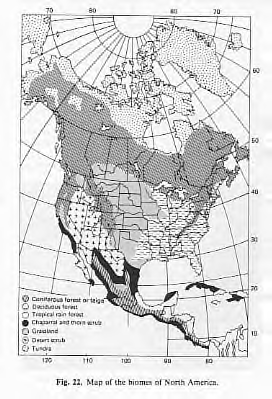 70 80 80 70
60
50
40
30
20
10
Coniferous forest or taiga
Deciduous forest
Tropical rain forest
Chaparral and thorn scrub
Grassland
Desert scrub
Tundra
120 110 100 90 80
Fig. 22. Map of the biomes of North America.